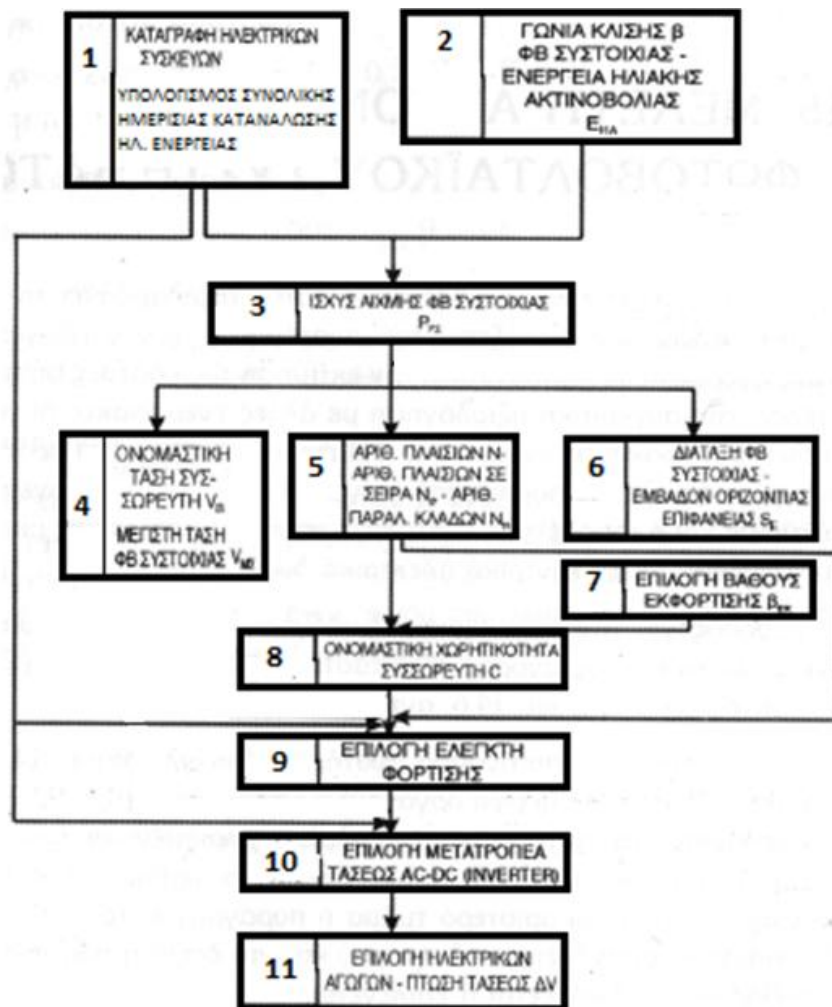 1
ΚΑΤΑΓΡΑΦΗ ΗΛΕΚΤΡΙΚΩΝ
ΣΥΣΚΕΥΩΝ
ΥΠΟΛΟΓΙΣΜΟΣ ΣΥΝΟΛΙΚΗΣ
ΗΜΕΡΙΣΙΑΣ ΚΑΤΑΝΑΛΩΣΗΣ
ΗΛ. ΕΝΕΡΓΕΙΑΣ
2
ΓΩΝΙΑ ΚΛΙΣΗΣ β
ΦΒ ΣΥΣΤΟΙΧΙΑΣ -
ΕΝΕΡΓΕΙΑ ΗΛΙΑΚΗΣ
ΑΚΤΙΝΟΒΟΛΙΑΣ
Ε_ΗΛ
3
ΙΣΧΥΣ ΑΙΧΜΗΣ ΦΒ ΣΥΣΤΟΙΧΙΑΣ
4
ΟΝΟΜΑΣΤΙΚΗ
ΤΑΣΗ ΣΥΣ-
ΣΩΡΕΥΤΗ
ΜΕΓΙΣΤΗ ΤΑΣΗ
ΦΒ ΣΥΣΤΟΙΧΙΑΣ
5
ΑΡΙΘ. ΠΛΑΙΣΙΩΝ Ν-
ΑΡΙΘ. ΠΛΑΙΣΙΩΝ ΣΕ
ΣΕΙΡΑ - ΑΡΙΘ.
ΠΑΡΑΛ. ΚΛΑΔΩΝ
6
ΔΙΑΤΑΞΗ ΦΒ
ΣΥΣΤΟΙΧΙΑΣ -
ΕΜΒΑΔΟΝ ΟΡΙΖΟΝΤΙΑΣ
ΕΠΙΦΑΝΕΙΑΣ
7
ΕΠΙΛΟΓΗ ΒΑΘΟΥΣ
ΕΚΦΟΡΤΙΣΗΣ
8
ΟΝΟΜΑΣΤΙΚΗ ΧΩΡΗΤΙΚΟΤΗΤΑ
ΣΥΣΣΩΡΕΥΤΗ C
9
ΕΠΙΛΟΓΗ ΕΛΕΓΚΤΗ
ΦΟΡΤΙΣΗΣ
10
ΕΠΙΛΟΓΗ ΜΕΤΑΤΡΟΠΕΑ
ΤΑΣΕΩΣ AC-DC (INVERTER)
11
ΕΠΙΛΟΓΗ ΗΛΕΚΤΡΙΚΩΝ
ΑΓΩΓΩΝ - ΠΤΩΣΗ ΤΑΣΕΩΣ ΔV